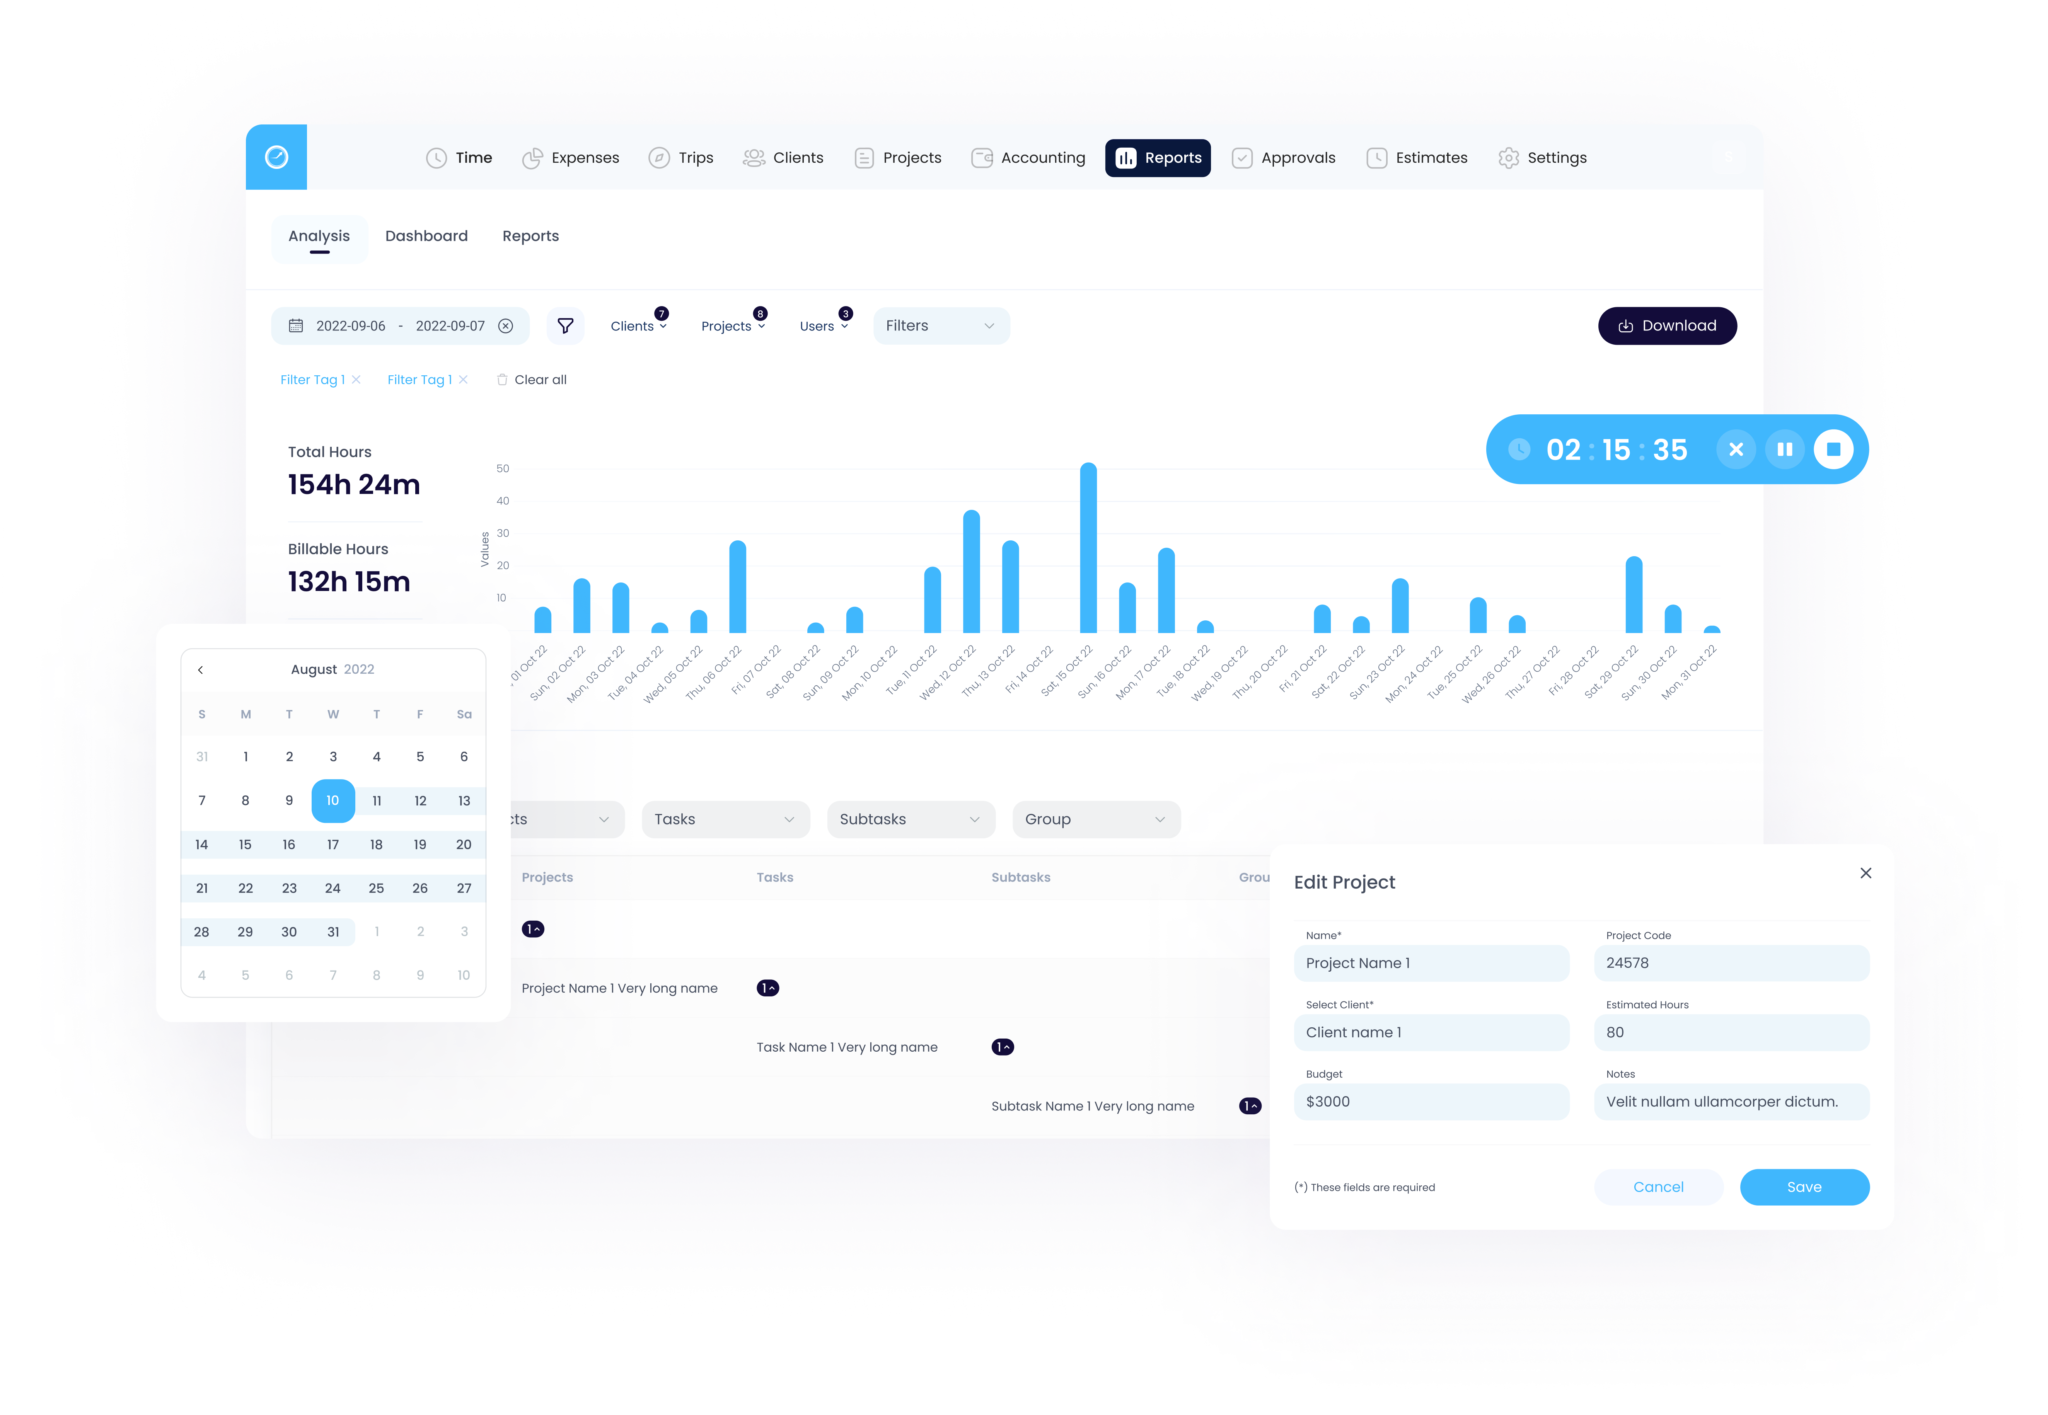 Time Expenses Trips Clients Projects Accounting Reports Approvals Estimates Settings
Analysis Dashboard Reports
2022-09-06 - 2022-09-07 Clients 7 Projects 8 Users 3 Filters Download
Filter Tag 1 Filter Tag 1 Clear all
02 : 15 : 35
Total Hours
154h 24m
Billable Hours
132h 15m
Values
50
40
30
20
10
, 01 Oct 22
Sun, 02 Oct 22
Mon, 03 Oct 22
Tue, 04 Oct 22
Wed, 05 Oct 22
Thu, 06 Oct 22
Fri, 07 Oct 22
Sat, 08 Oct 22
Sun, 09 Oct 22
Mon, 10 Oct 22
Tue, 11 Oct 22
Wed, 12 Oct 22
Thu, 13 Oct 22
Fri, 14 Oct 22
Sat, 15 Oct 22
Sun, 16 Oct 22
Mon, 17 Oct 22
Tue, 18 Oct 22
Wed, 19 Oct 22
Thu, 20 Oct 22
Fri, 21 Oct 22
Sat, 22 Oct 22
Sun, 23 Oct 22
Mon, 24 Oct 22
Tue, 25 Oct 22
Wed, 26 Oct 22
Thu, 27 Oct 22
Fri, 28 Oct 22
Sat, 29 Oct 22
Sun, 30 Oct 22
Mon, 31 Oct 22
August 2022
S M T W T F Sa
31 1 2 3 4 5 6
7 8 9 10 11 12 13
14 15 16 17 18 19 20
21 22 23 24 25 26 27
28 29 30 31 1 2 3
4 5 6 7 8 9 10
cts Tasks Subtasks Group
Projects Tasks Subtasks Grou
1
Project Name 1 Very long name 1
Task Name 1 Very long name 1
Subtask Name 1 Very long name 1
Edit Project
Name* Project Code
Project Name 1 24578
Select Client* Estimated Hours
Client name 1 80
Budget Notes
$3000 Velit nullam ullamcorper dictum.
(*) These fields are required Cancel Save